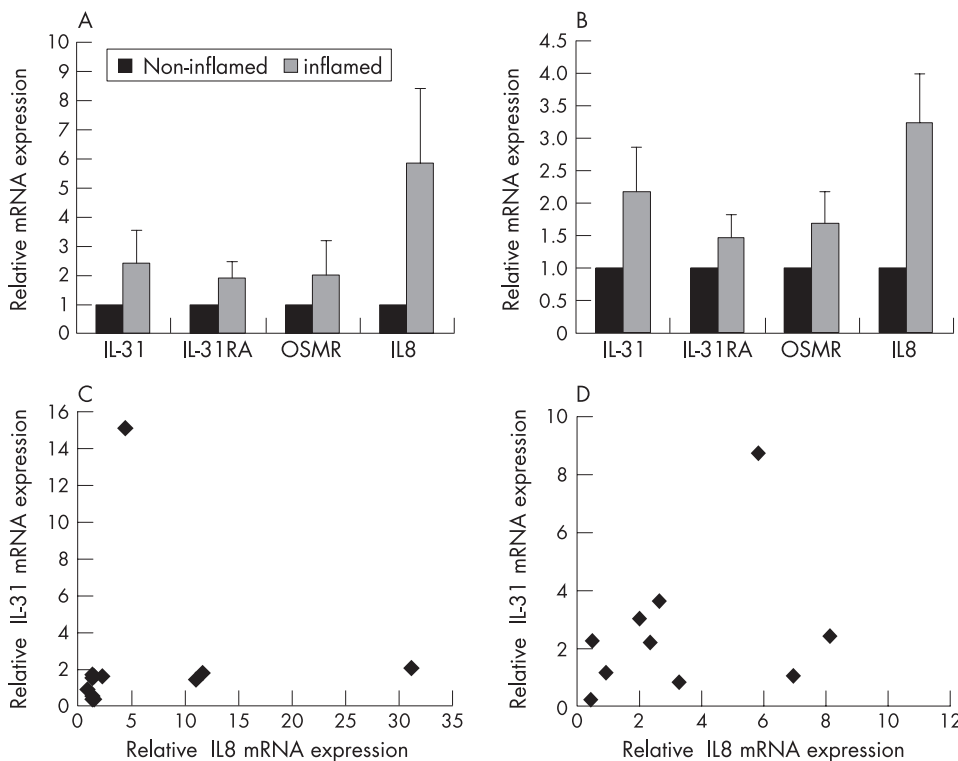 A
Relative mRNA expression
10
9
8
7
6
5
4
3
2
1
0
Non-inflamed inflamed
IL-31 IL-31RA OSMR IL8
B
Relative mRNA expression
4.5
4.0
3.5
3.0
2.5
2.0
1.5
1.0
0.5
0
IL-31 IL-31RA OSMR IL8
C
Relative IL-31 mRNA expression
16
14
12
10
8
6
4
2
0
0 5 10 15 20 25 30 35
Relative IL8 mRNA expression
D
Relative IL-31 mRNA expression
10
8
6
4
2
0
0 2 4 6 8 10 12
Relative IL8 mRNA expression